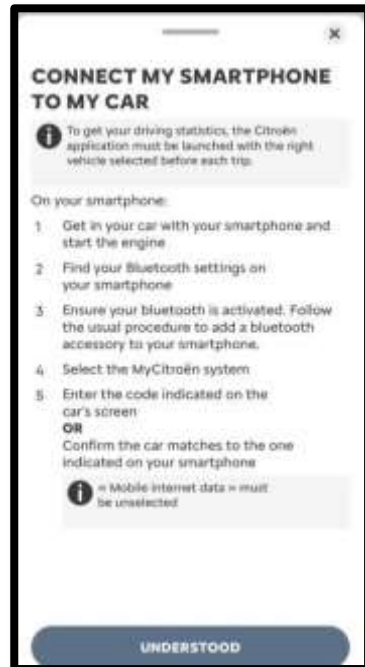 CONNECT MY SMARTPHONE
TO MY CAR
To get your driving statistics, the Citroën
application must be launched with the right
vehicle selected before each trip.
On your smartphone:
1 Get in your car with your smartphone and
start the engine
2 Find your Bluetooth settings on
your smartphone
3 Ensure your bluetooth is activated. Follow
the usual procedure to add a bluetooth
accessory to your smartphone.
4 Select the MyCitroën system
5 Enter the code indicated on the
car's screen
OR
Confirm the car matches to the one
indicated on your smartphone
« Mobile internet data » must
be unselected
UNDERSTOOD